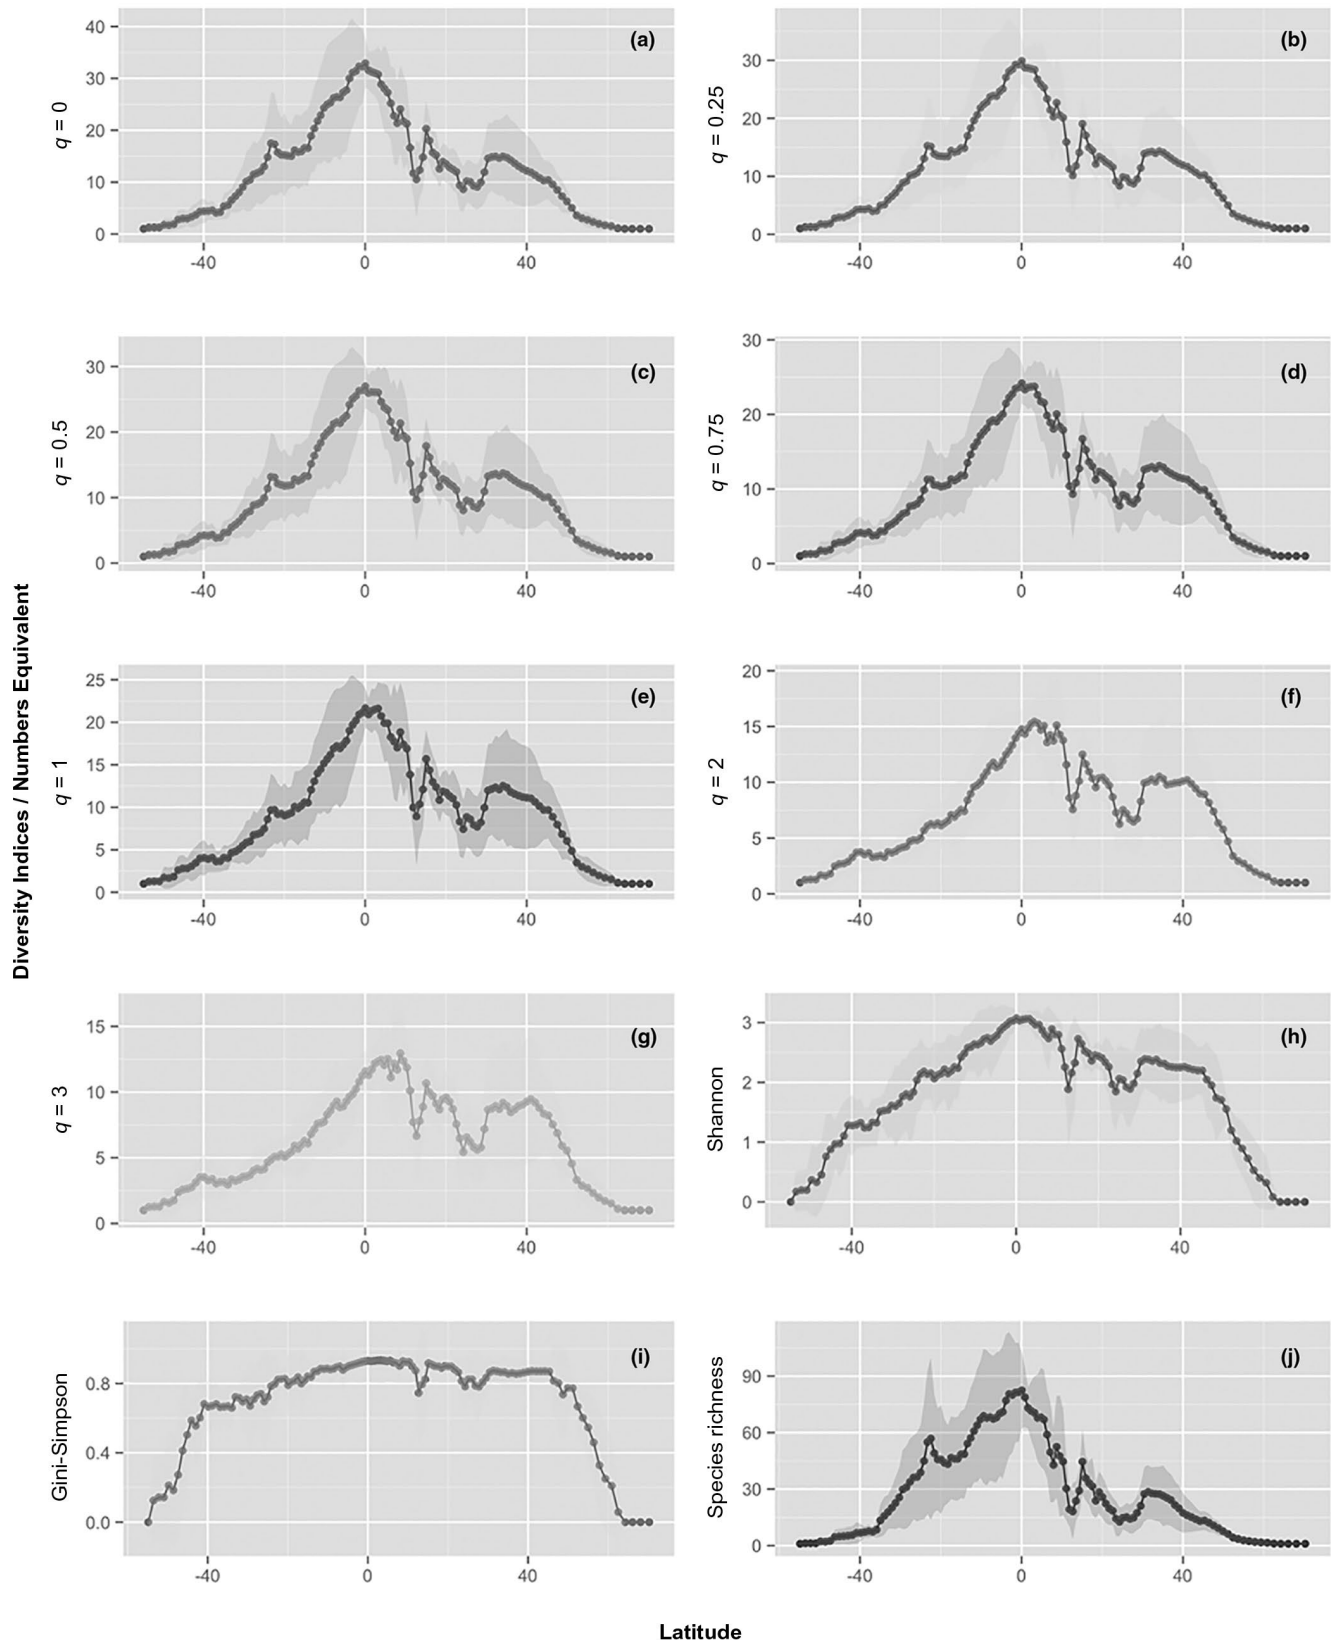 Diversity Indices / Numbers Equivalent
q = 0
40
30
20
10
0
(a)
-40 0 40
q = 0.25
30
20
10
0
(b)
-40 0 40
q = 0.5
30
20
10
0
(c)
-40 0 40
q = 0.75
30
20
10
0
(d)
-40 0 40
q = 1
25
20
15
10
5
0
(e)
-40 0 40
q = 2
20
15
10
5
0
(f)
-40 0 40
q = 3
15
10
5
0
(g)
-40 0 40
Shannon
3
2
1
0
(h)
-40 0 40
Gini-Simpson
0.8
0.4
0.0
(i)
-40 0 40
Species richness
90
60
30
0
(j)
-40 0 40
Latitude